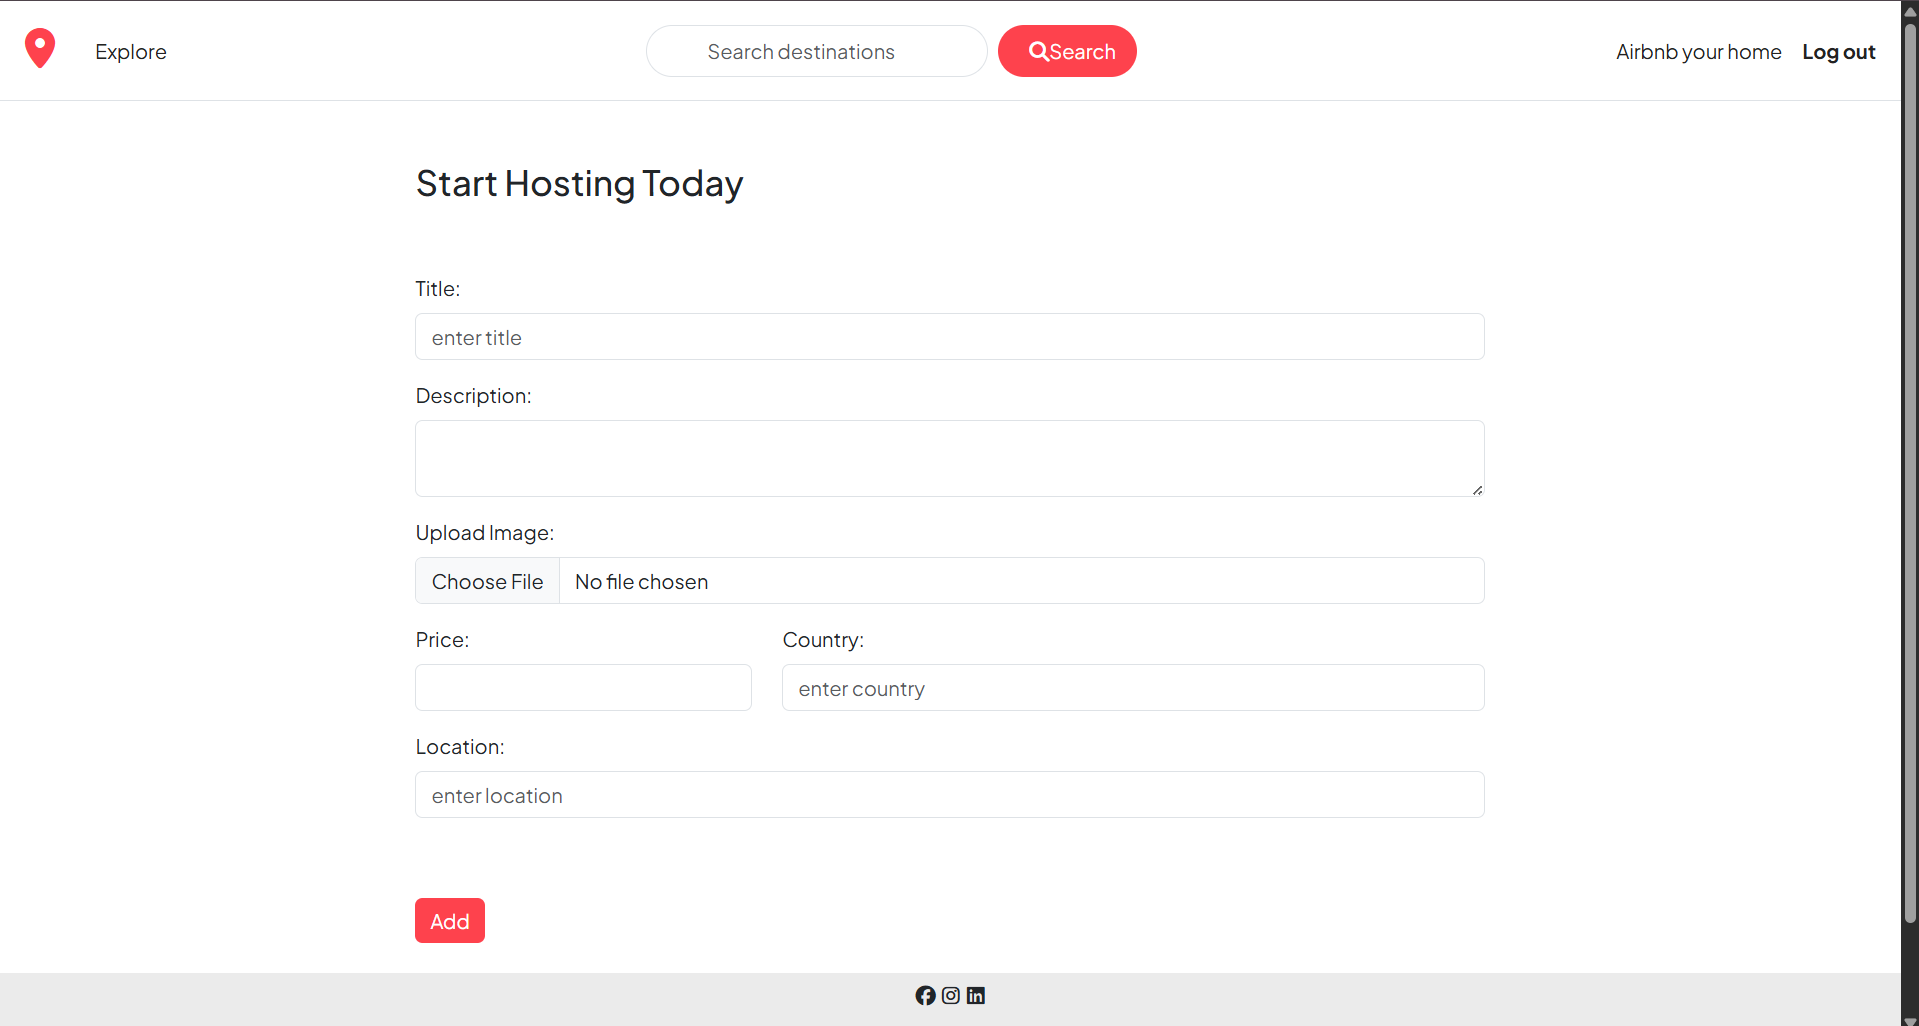 Explore
Search destinations
Search
Airbnb your home
Log out
Start Hosting Today
Title:
enter title
Description:
Upload Image:
Choose File No file chosen
Price:
Country:
enter country
Location:
enter location
Add